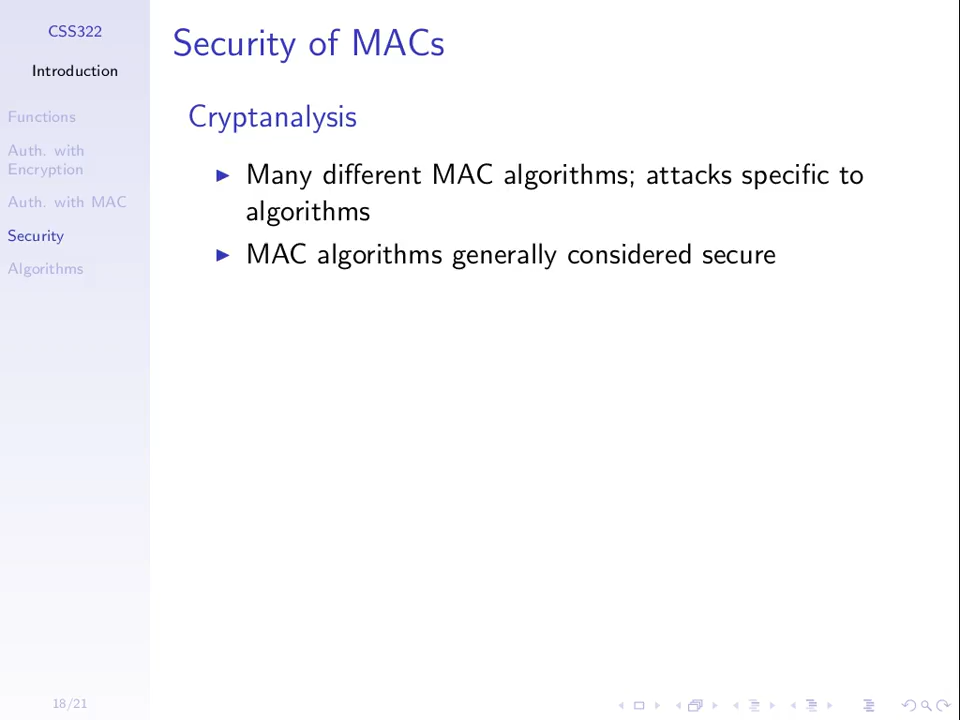 CSS322
Introduction
Functions
Auth. with
Encryption
Auth. with MAC
Security
Algorithms
18/21
Security of MACs
Cryptanalysis
Many different MAC algorithms; attacks specific to
algorithms
MAC algorithms generally considered secure